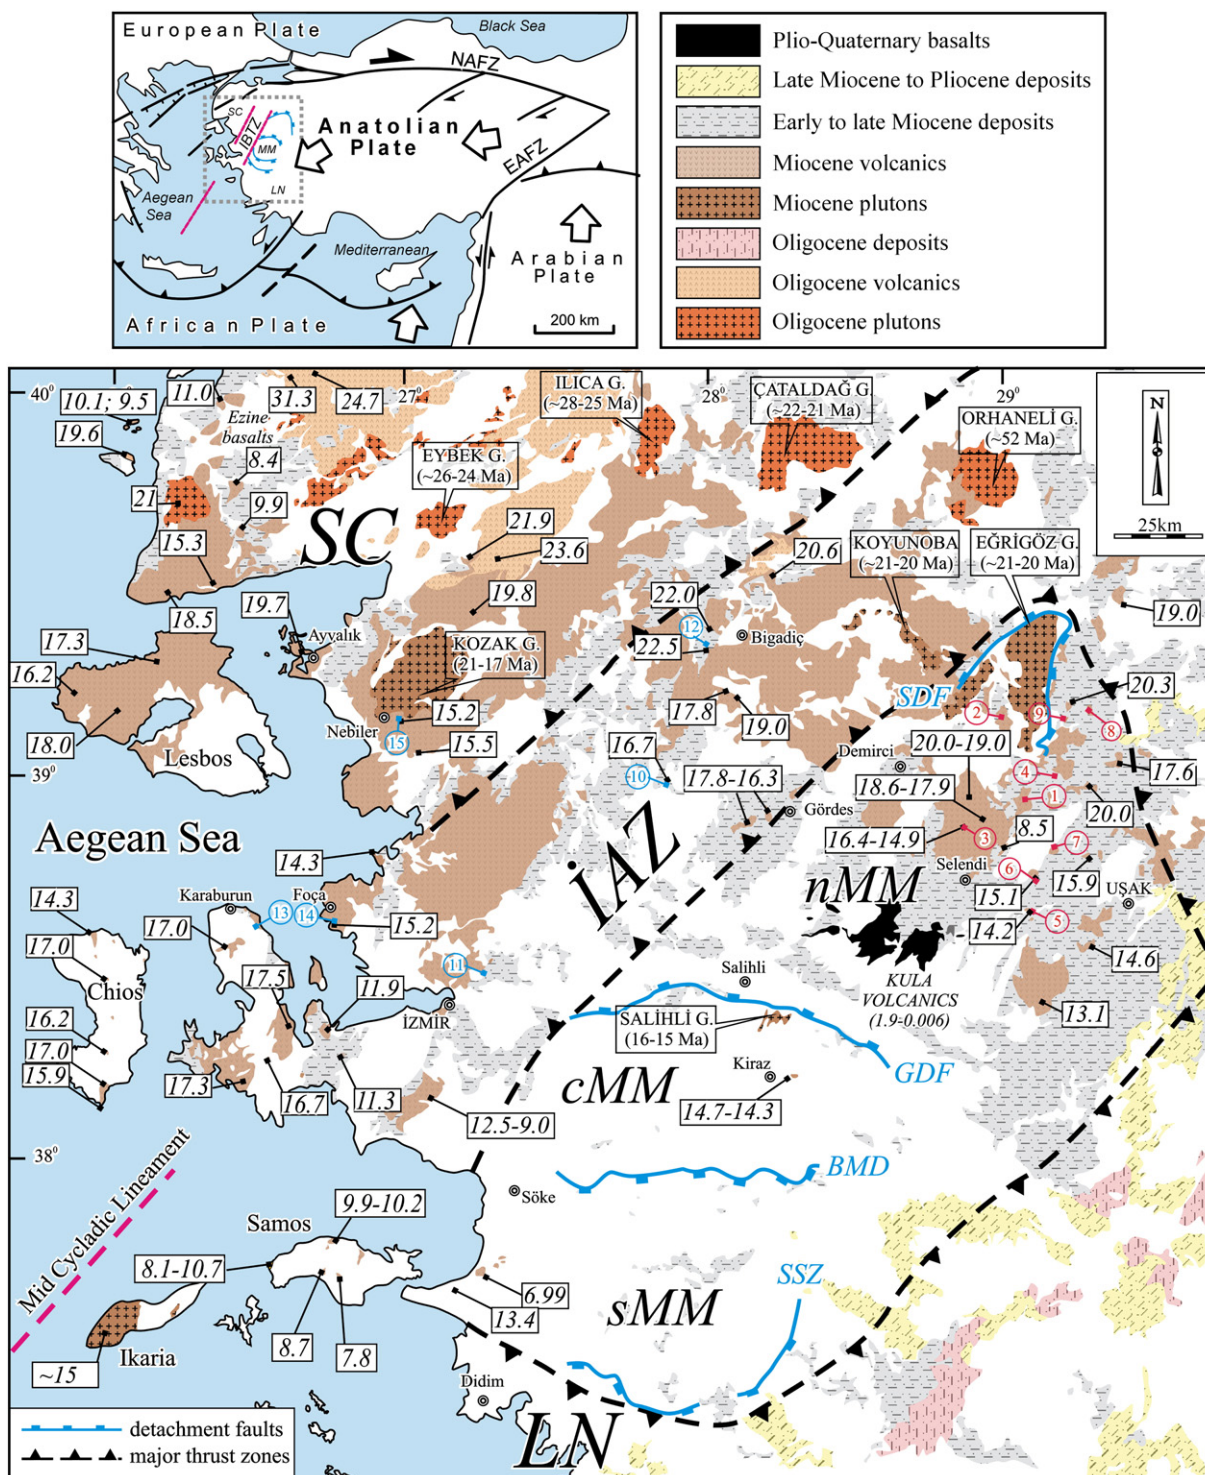 European Plate
Black Sea
NAFZ
SC
IBTZ
MM
Anatolian
Plate
EAFZ
LN
Aegean
Sea
Mediterranean
Arabian
Plate
African Plate
200 km
Plio-Quaternary basalts
Late Miocene to Pliocene deposits
Early to late Miocene deposits
Miocene volcanics
Miocene plutons
Oligocene deposits
Oligocene volcanics
Oligocene plutons
40°
27°
28°
29°
N
25km
10.1; 9.5
11.0
31.3
24.7
ILICA G.
(~28-25 Ma)
ÇATALDAĞ G.
(~22-21 Ma)
ORHANELİ G.
(~52 Ma)
19.6
Ezine
basalts
8.4
EYBEK G.
(~26-24 Ma)
21
9.9
SC
21.9
23.6
15.3
20.6
KOYUNOBA
(~21-20 Ma)
EĞRİGÖZ G.
(~21-20 Ma)
18.5
19.7
19.8
22.0
12
22.5
Bigadiç
19.0
17.3
Ayvalık
KOZAK G.
(21-17 Ma)
16.2
SDF
20.3
17.8
19.0
2
9
8
18.0
Nebiler
15.2
15
15.5
Lesbos
16.7
10
Demirci
20.0-19.0
39°
17.8-16.3
18.6-17.9
4
17.6
1
20.0
Gördes
16.4-14.9
3
8.5
7
Aegean Sea
14.3
İAZ
nMM
Selendi
6
15.1
15.9
UŞAK
14.3
Karaburun
Foça
13
14
15.2
14.2
5
17.0
17.0
11
14.6
Chios
17.5
11.9
Salihli
KULA
VOLCANICS
(1.9-0.006)
İZMİR
13.1
16.2
SALİHLİ G.
(16-15 Ma)
17.0
15.9
GDF
Kiraz
cMM
17.3
16.7
11.3
14.7-14.3
12.5-9.0
38°
BMD
Mid Cycladic Lineament
Söke
9.9-10.2
Samos
8.1-10.7
SSZ
6.99
13.4
sMM
8.7
7.8
Ikaria
~15
Didim
LN
detachment faults
major thrust zones